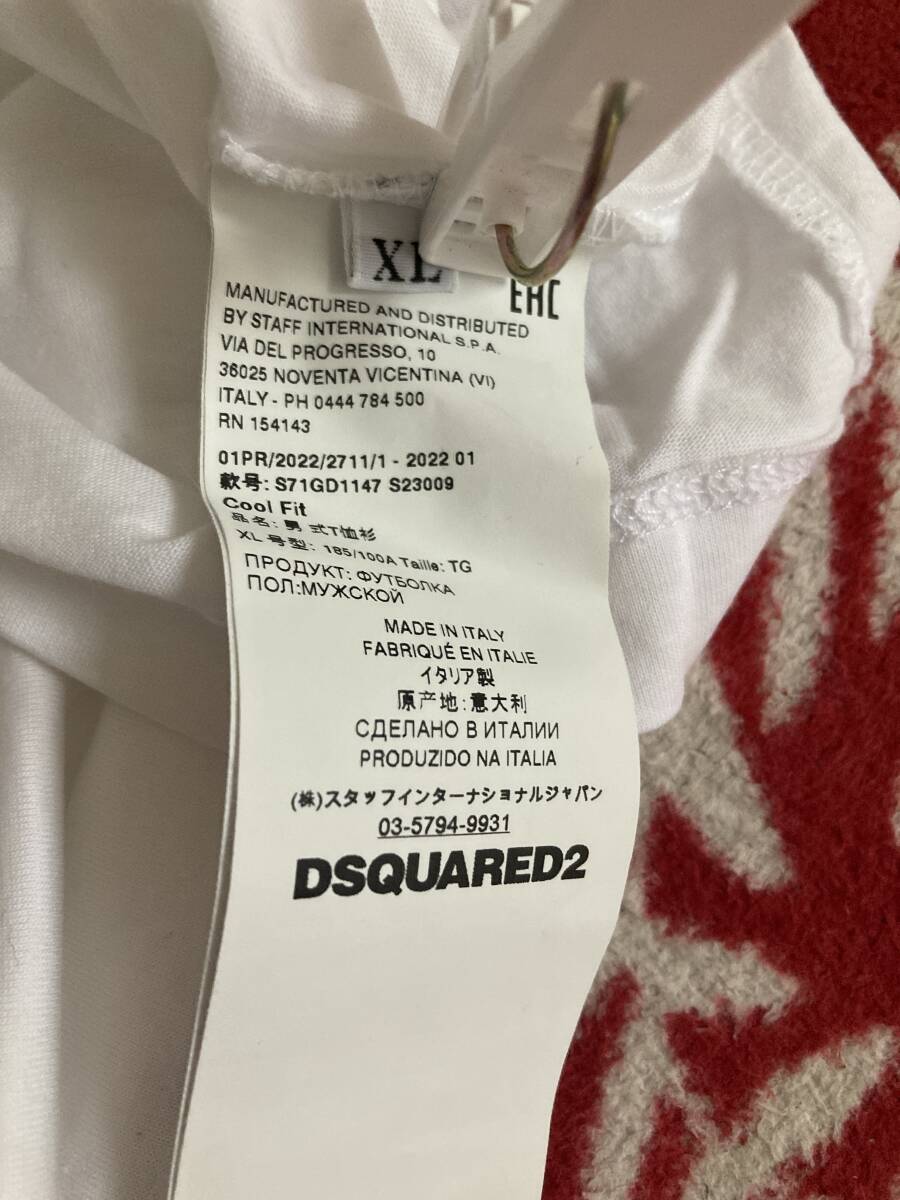 XL
EAC
MANUFACTURED AND DISTRIBUTED
BY STAFF INTERNATIONAL S.P.A.
VIA DEL PROGRESSO, 10
36025 NOVENTA VICENTINA (VI)
ITALY - PH 0444 784 500
RN 154143
01PR/2022/2711/1 - 2022 01
款号: S71GD1147 S23009
Cool Fit
品名: 男 式T恤衫
XL 号型: 185/100A Taille: TG
ПРОДУКТ: ФУТБОЛКА
ПОЛ:МУЖСКОЙ
MADE IN ITALY
FABRIQUÉ EN ITALIE
イタリア製
原产地: 意大利
СДЕЛАНО В ИТАЛИИ
PRODUZIDO NA ITALIA
(株)スタッフインターナショナルジャパン
03-5794-9931
DSQUARED2